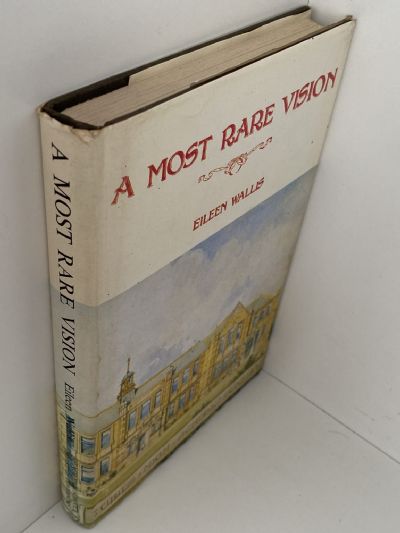 A MOST RARE VISION
EILEEN WALLIS
A MOST RARE VISION Eileen